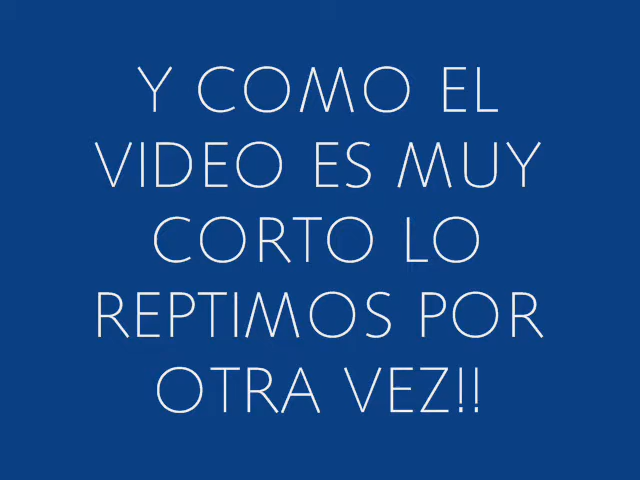 Y COMO EL
VIDEO ES MUY
CORTO LO
REPTIMOS POR
OTRA VEZ!!